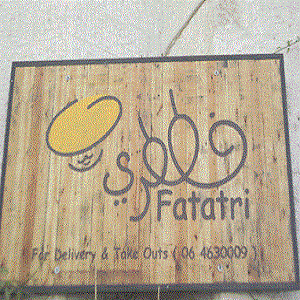 فطاطري
Fatatri
For Delivery & Take Outs ( 06 4630009 )